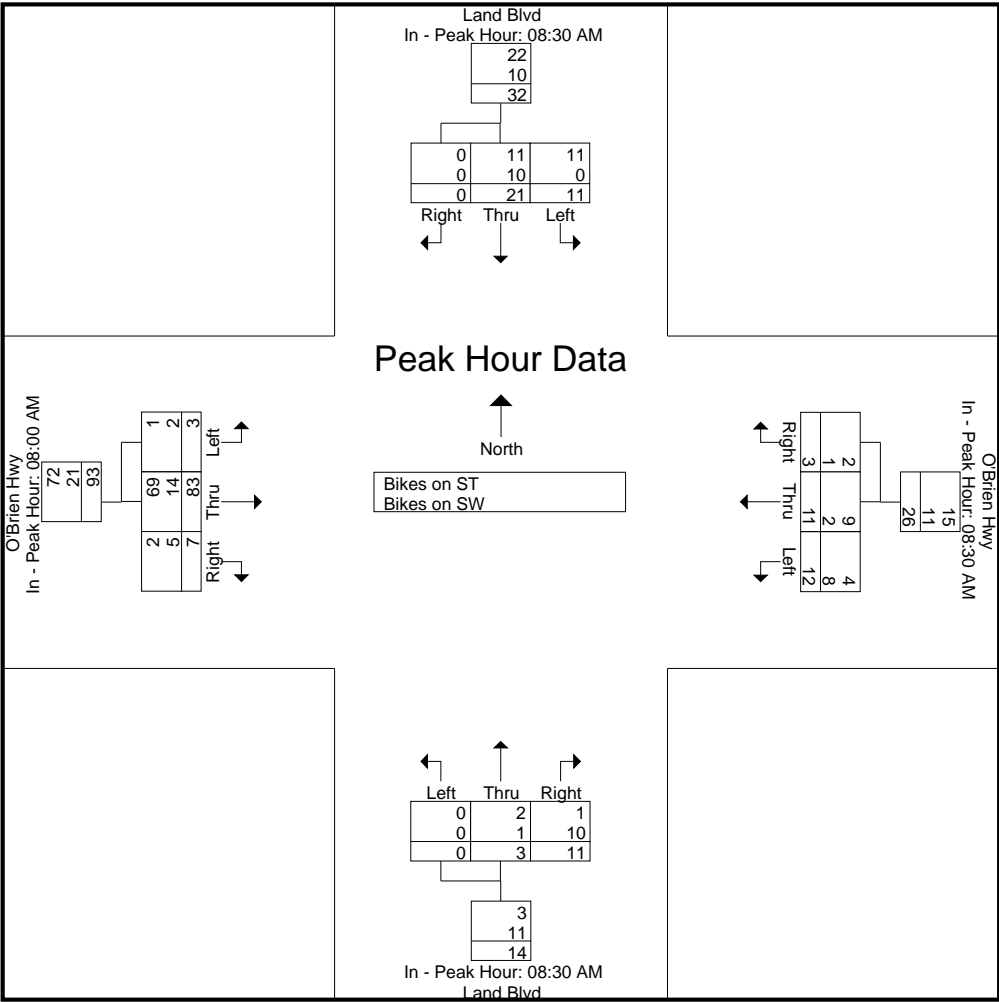 Land Blvd
In - Peak Hour: 08:30 AM
22
10
32
0 11 11
0 10 0
0 21 11
Right Thru Left
Peak Hour Data
North
Bikes on ST
Bikes on SW
O'Brien Hwy
In - Peak Hour: 08:00 AM
72
21
93
1 69 2
2 14 5
3 83 7
Left Thru Right
O'Brien Hwy
In - Peak Hour: 08:30 AM
15
11
26
2 9 4
1 2 8
3 11 12
Right Thru Left
Left Thru Right
0 2 1
0 1 10
0 3 11
3
11
14
In - Peak Hour: 08:30 AM
Land Blvd